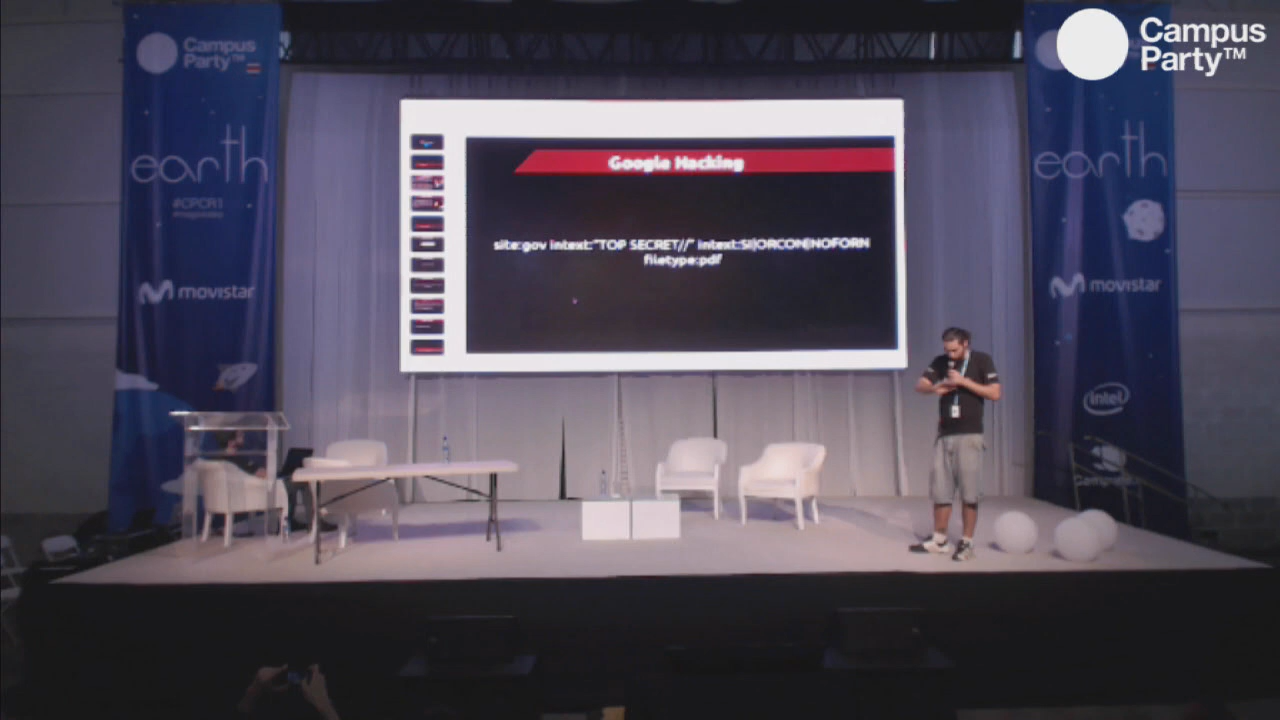 Campus
Party™
earth
#CPCR1
movistar
Google Hacking
site:gov intext:"TOP SECRET//" intext:SI|ORCON|NOFORN
filetype:pdf
Campus
Party™
earth
movistar
intel